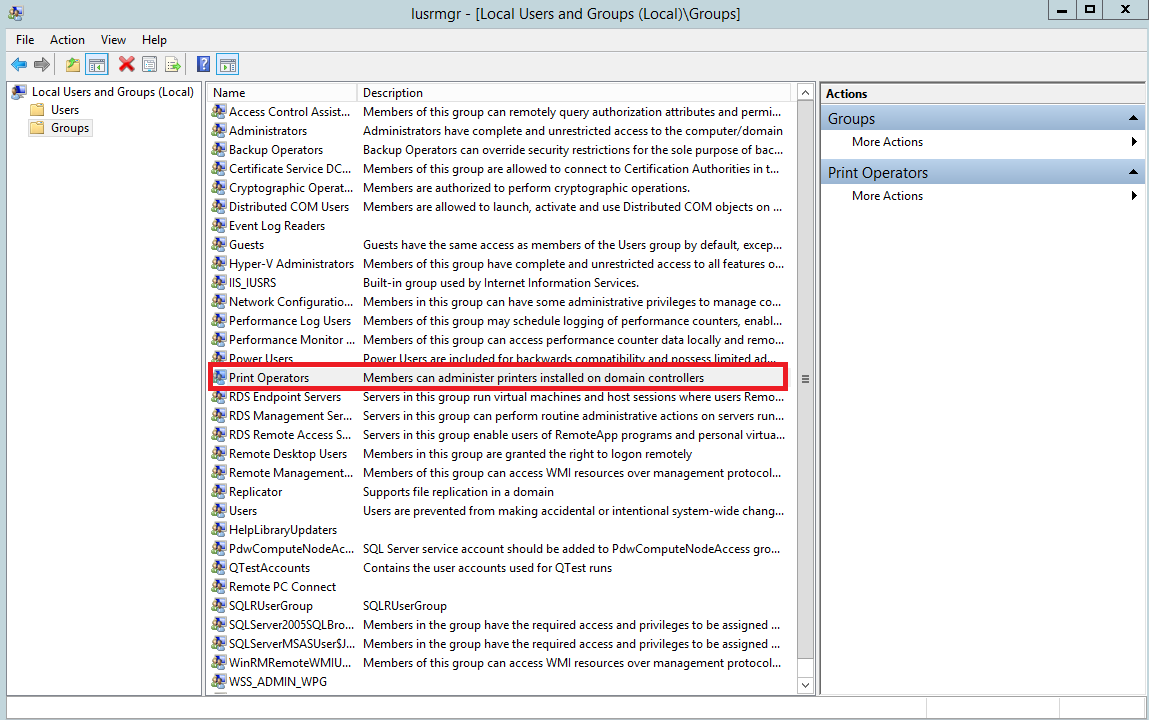 lusrmgr - [Local Users and Groups (Local)\Groups]
File Action View Help
Local Users and Groups (Local)
Users
Groups
Name Description
Access Control Assist... Members of this group can remotely query authorization attributes and permi...
Administrators Administrators have complete and unrestricted access to the computer/domain
Backup Operators Backup Operators can override security restrictions for the sole purpose of bac...
Certificate Service DC... Members of this group are allowed to connect to Certification Authorities in t...
Cryptographic Operat... Members are authorized to perform cryptographic operations.
Distributed COM Users Members are allowed to launch, activate and use Distributed COM objects on ...
Event Log Readers
Guests Guests have the same access as members of the Users group by default, excep...
Hyper-V Administrators Members of this group have complete and unrestricted access to all features o...
IIS_IUSRS Built-in group used by Internet Information Services.
Network Configuratio... Members in this group can have some administrative privileges to manage co...
Performance Log Users Members of this group may schedule logging of performance counters, enabl...
Performance Monitor ... Members of this group can access performance counter data locally and remo...
Power Users Power Users are included for backwards compatibility and possess limited ad...
Print Operators Members can administer printers installed on domain controllers
RDS Endpoint Servers Servers in this group run virtual machines and host sessions where users Remo...
RDS Management Ser... Servers in this group can perform routine administrative actions on servers run...
RDS Remote Access S... Servers in this group enable users of RemoteApp programs and personal virtua...
Remote Desktop Users Members in this group are granted the right to logon remotely
Remote Management... Members of this group can access WMI resources over management protocol...
Replicator Supports file replication in a domain
Users Users are prevented from making accidental or intentional system-wide chang...
HelpLibraryUpdaters
PdwComputeNodeAc... SQL Server service account should be added to PdwComputeNodeAccess gro...
QTestAccounts Contains the user accounts used for QTest runs
Remote PC Connect
SQLRUserGroup SQLRUserGroup
SQLServer2005SQLBro... Members in the group have the required access and privileges to be assigned ...
SQLServerMSASUser$J... Members in the group have the required access and privileges to be assigned ...
WinRMRemoteWMIU... Members of this group can access WMI resources over management protocol...
WSS_ADMIN_WPG
Actions
Groups
More Actions
Print Operators
More Actions